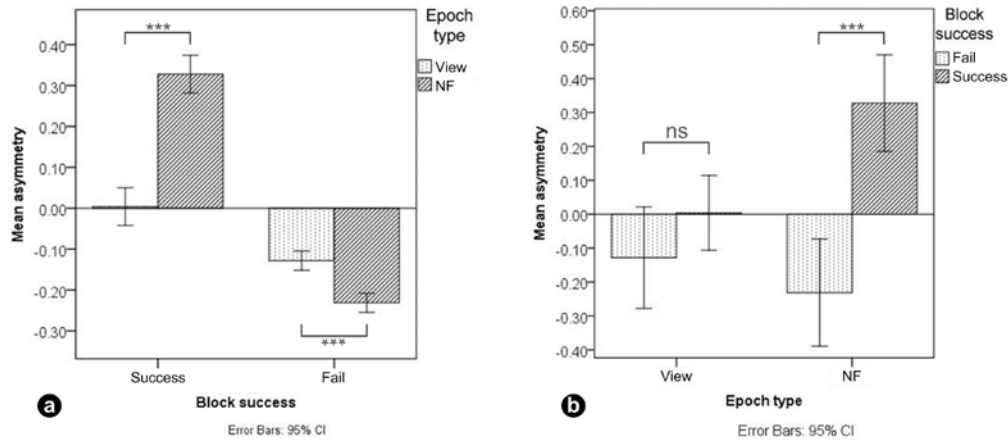 Epoch
type
View
NF
***
***
0.40
0.30
0.20
0.10
0.00
-0.10
-0.20
-0.30
Mean asymmetry
Success
Fail
Block success
a
Error Bars: 95% CI
Block
success
Fail
Success
ns
***
0.60
0.50
0.40
0.30
0.20
0.10
0.00
-0.10
-0.20
-0.30
-0.40
Mean asymmetry
View
NF
Epoch type
b
Error Bars: 95% CI